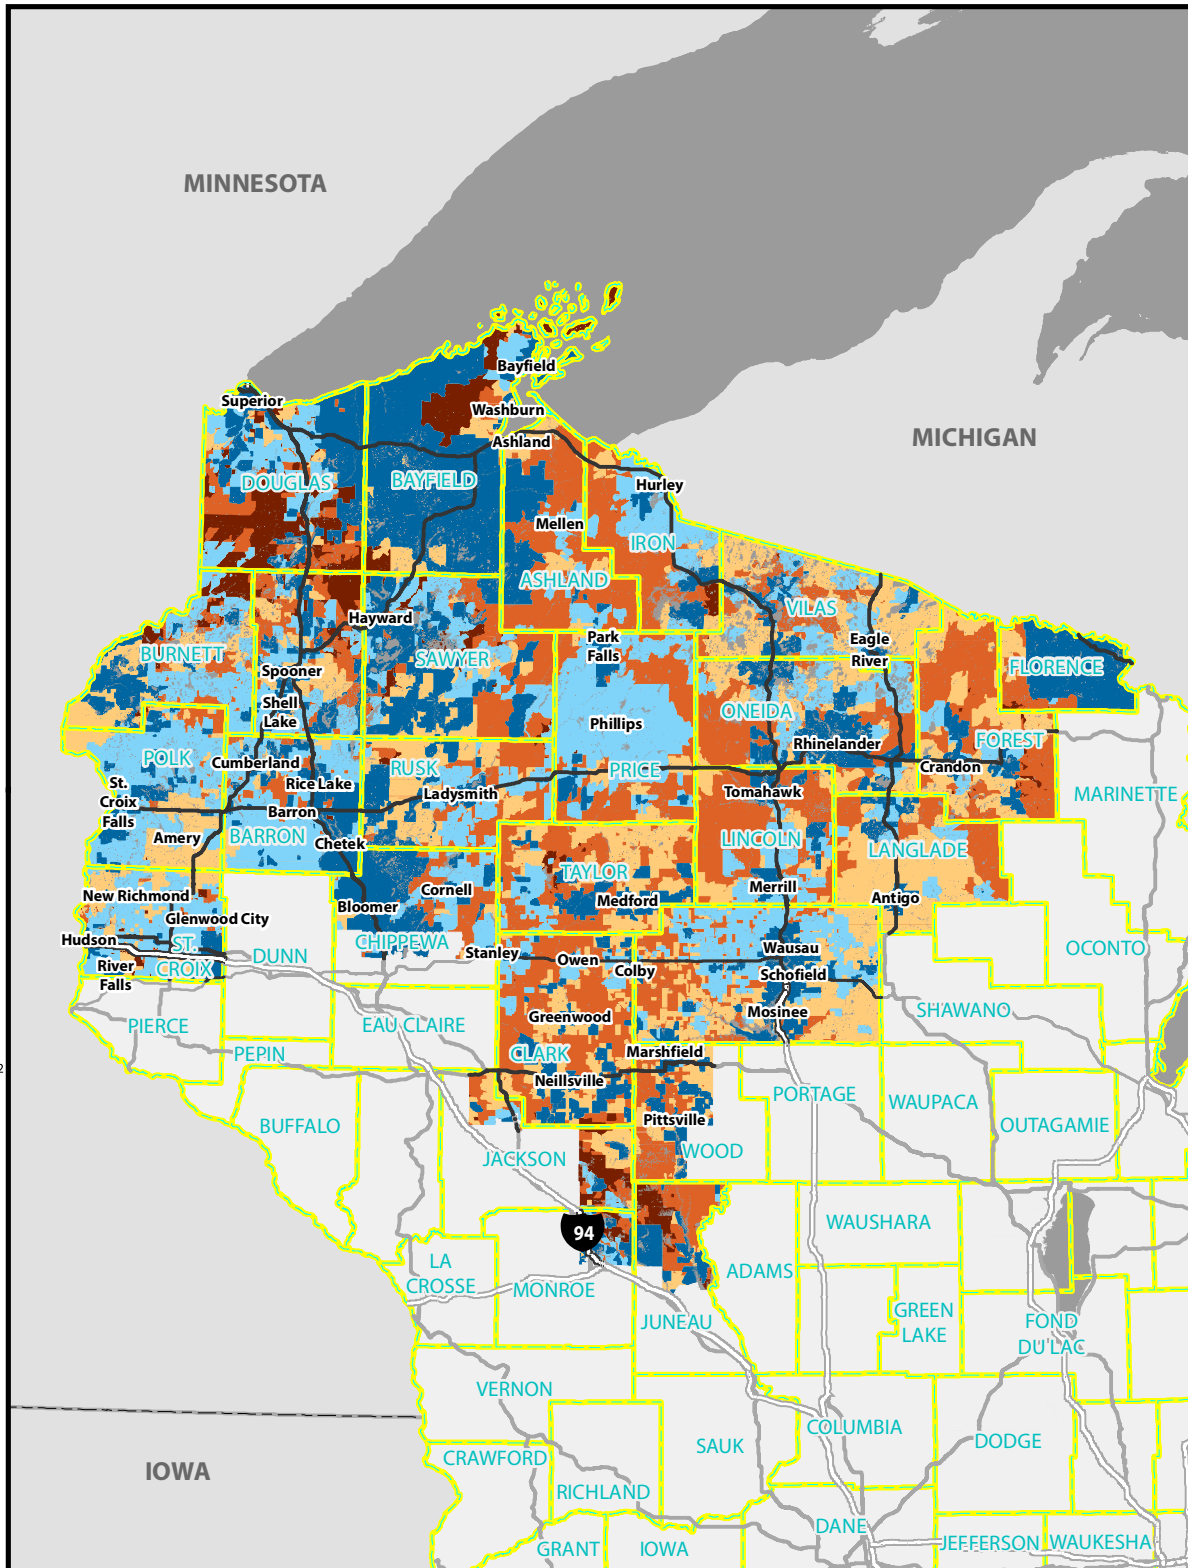 MINNESOTA
Bayfield
Superior
Washburn
MICHIGAN
Ashland
DOUGLAS
BAYFIELD
Hurley
Mellen
IRON
ASHLAND
VILAS
Hayward
Park
Falls
Eagle
River
BURNETT
SAWYER
FLORENCE
Spooner
Shell
Lake
ONEIDA
Phillips
FOREST
Rhinelander
POLK
Cumberland
RUSK
PRICE
Crandon
St.
Croix
Falls
Rice Lake
Ladysmith
Tomahawk
MARINETTE
Barron
Amery
BARRON
Chetek
LINCOLN
LANGLADE
TAYLOR
New Richmond
Cornell
Merrill
Medford
Antigo
Bloomer
Glenwood City
Hudson
ST.
CROIX
CHIPPEWA
DUNN
Stanley
Owen
Colby
Wausau
OCONTO
River
Falls
Schofield
SHAWANO
Mosinee
Greenwood
PIERCE
EAU CLAIRE
PEPIN
CLARK
Marshfield
2
Neillsville
PORTAGE
WAUPACA
BUFFALO
Pittsville
OUTAGAMIE
JACKSON
WOOD
WAUSHARA
94
LA
CROSSE
MONROE
ADAMS
JUNEAU
GREEN
LAKE
FOND
DU LAC
VERNON
COLUMBIA
SAUK
DODGE
CRAWFORD
IOWA
RICHLAND
DANE
GRANT
IOWA
JEFFERSON
WAUKESHA